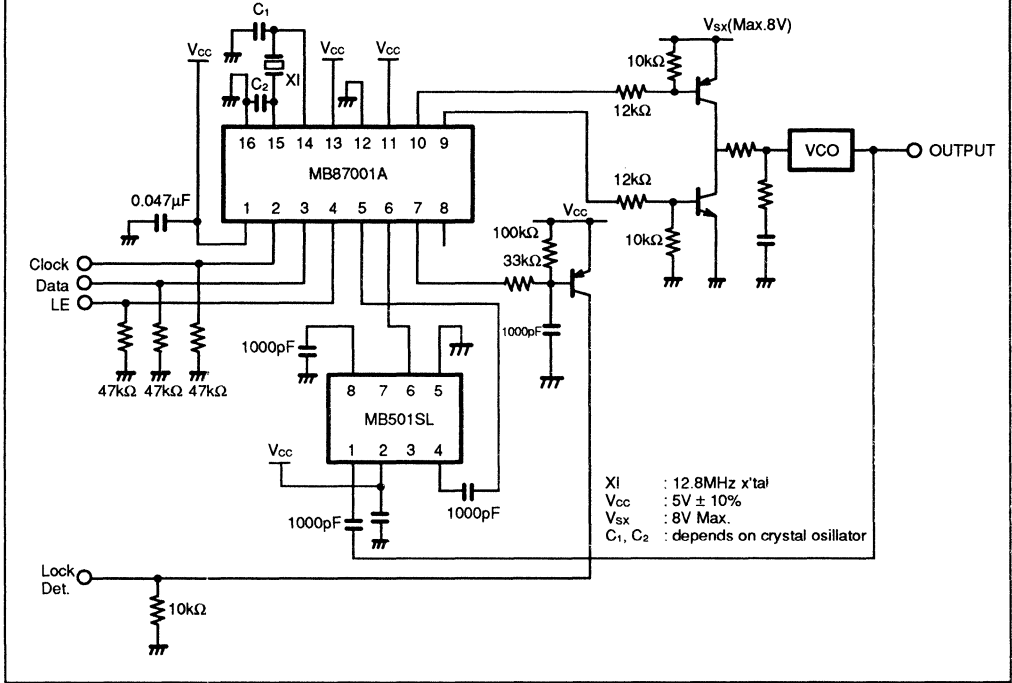 C₁
Vcc
Vcc
Vcc
XI
C₂
16 15 14 13 12 11 10 9
MB87001A
1 2 3 4 5 6 7 8
0.047µF
Clock
Data
LE
47kΩ 47kΩ 47kΩ
Vsx(Max.8V)
10kΩ
12kΩ
12kΩ
10kΩ
VCO
OUTPUT
Vcc
100kΩ
33kΩ
1000pF
1000pF
8 7 6 5
MB501SL
1 2 3 4
Vcc
1000pF
1000pF
XI : 12.8MHz x'tal
Vcc : 5V ± 10%
Vsx : 8V Max.
C₁, C₂ : depends on crystal osillator
Lock
Det.
10kΩ